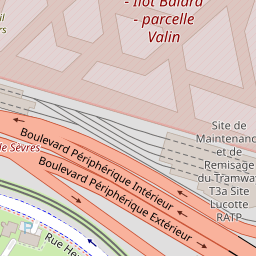 - Îlot Balard
- parcelle
Valin
Site de
Maintenanc
et de
Remisage
du Tramway
T3a Site
Lucotte
RATP
Boulevard Périphérique Intérieur
de Sèvres
Boulevard Périphérique Extérieur
P
Rue He